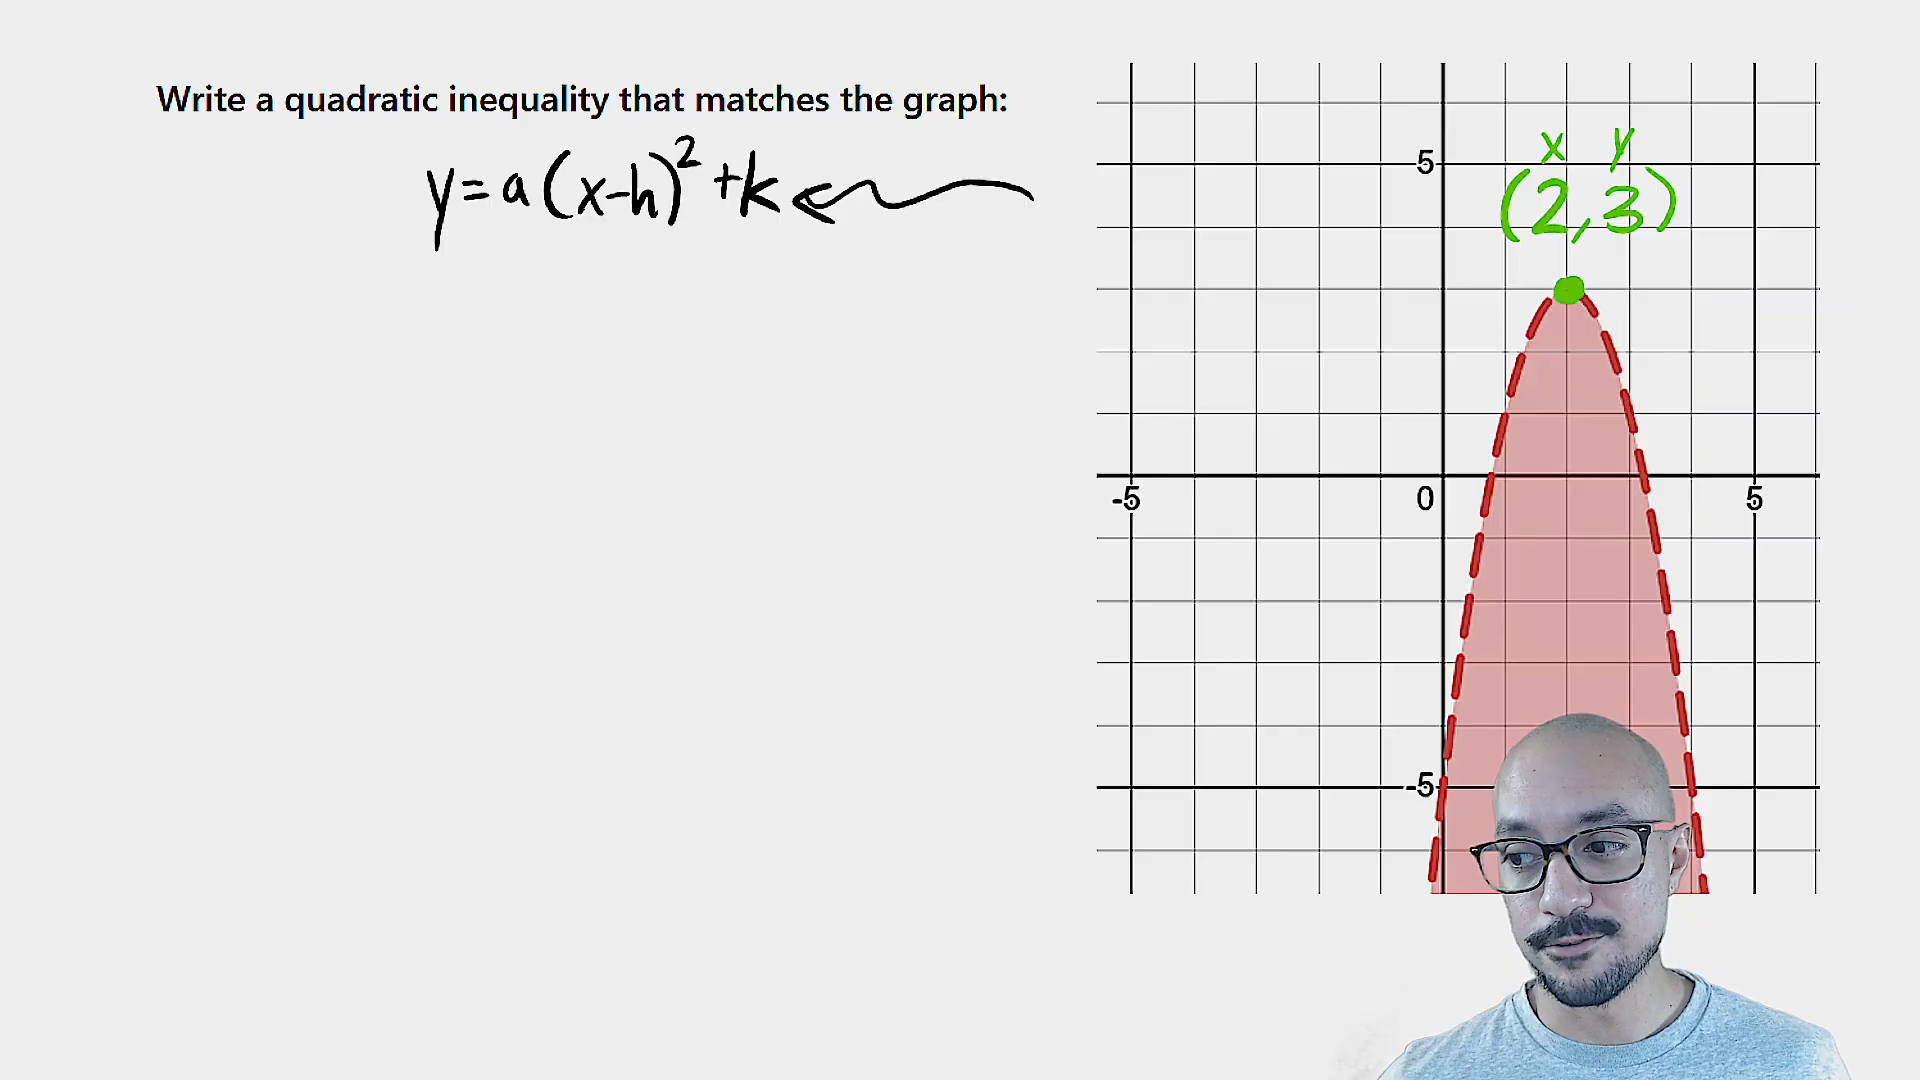 Write a quadratic inequality that matches the graph:
y=a(x-h)²+k
x y
(2,3)
5
-5 0 5
-5